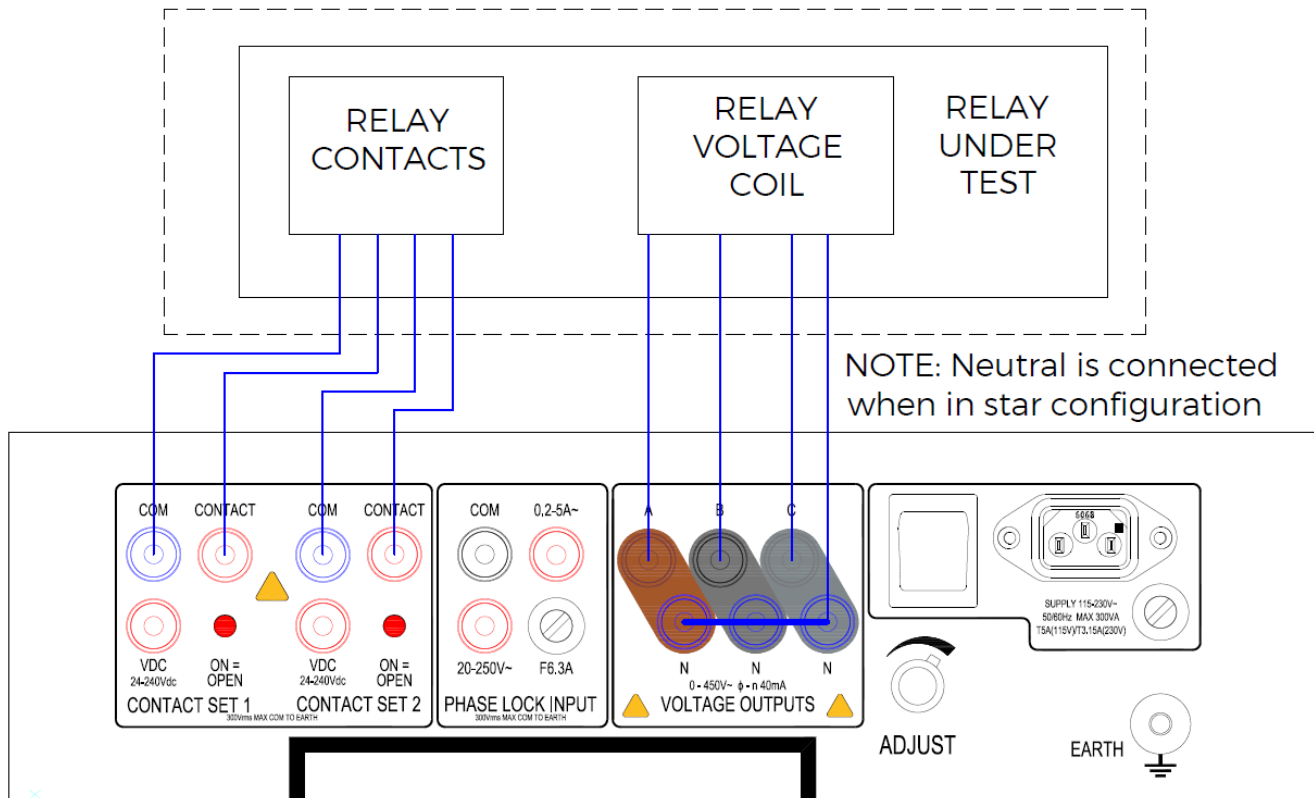 RELAY
CONTACTS
RELAY
VOLTAGE
COIL
RELAY
UNDER
TEST
NOTE: Neutral is connected
when in star configuration
COM
CONTACT
COM
CONTACT
VDC
24-240Vdc
ON =
OPEN
VDC
24-240Vdc
ON =
OPEN
CONTACT SET 1
CONTACT SET 2
300Vrms MAX COM TO EARTH
COM
0,2-5A~
20-250V~
F6.3A
PHASE LOCK INPUT
300Vrms MAX COM TO EARTH
A
B
C
N
N
N
0 - 450V~ ϕ - n 40mA
VOLTAGE OUTPUTS
SUPPLY 115-230V~
50/60Hz MAX 300VA
T5A(115V)/T3.15A(230V)
ADJUST
EARTH